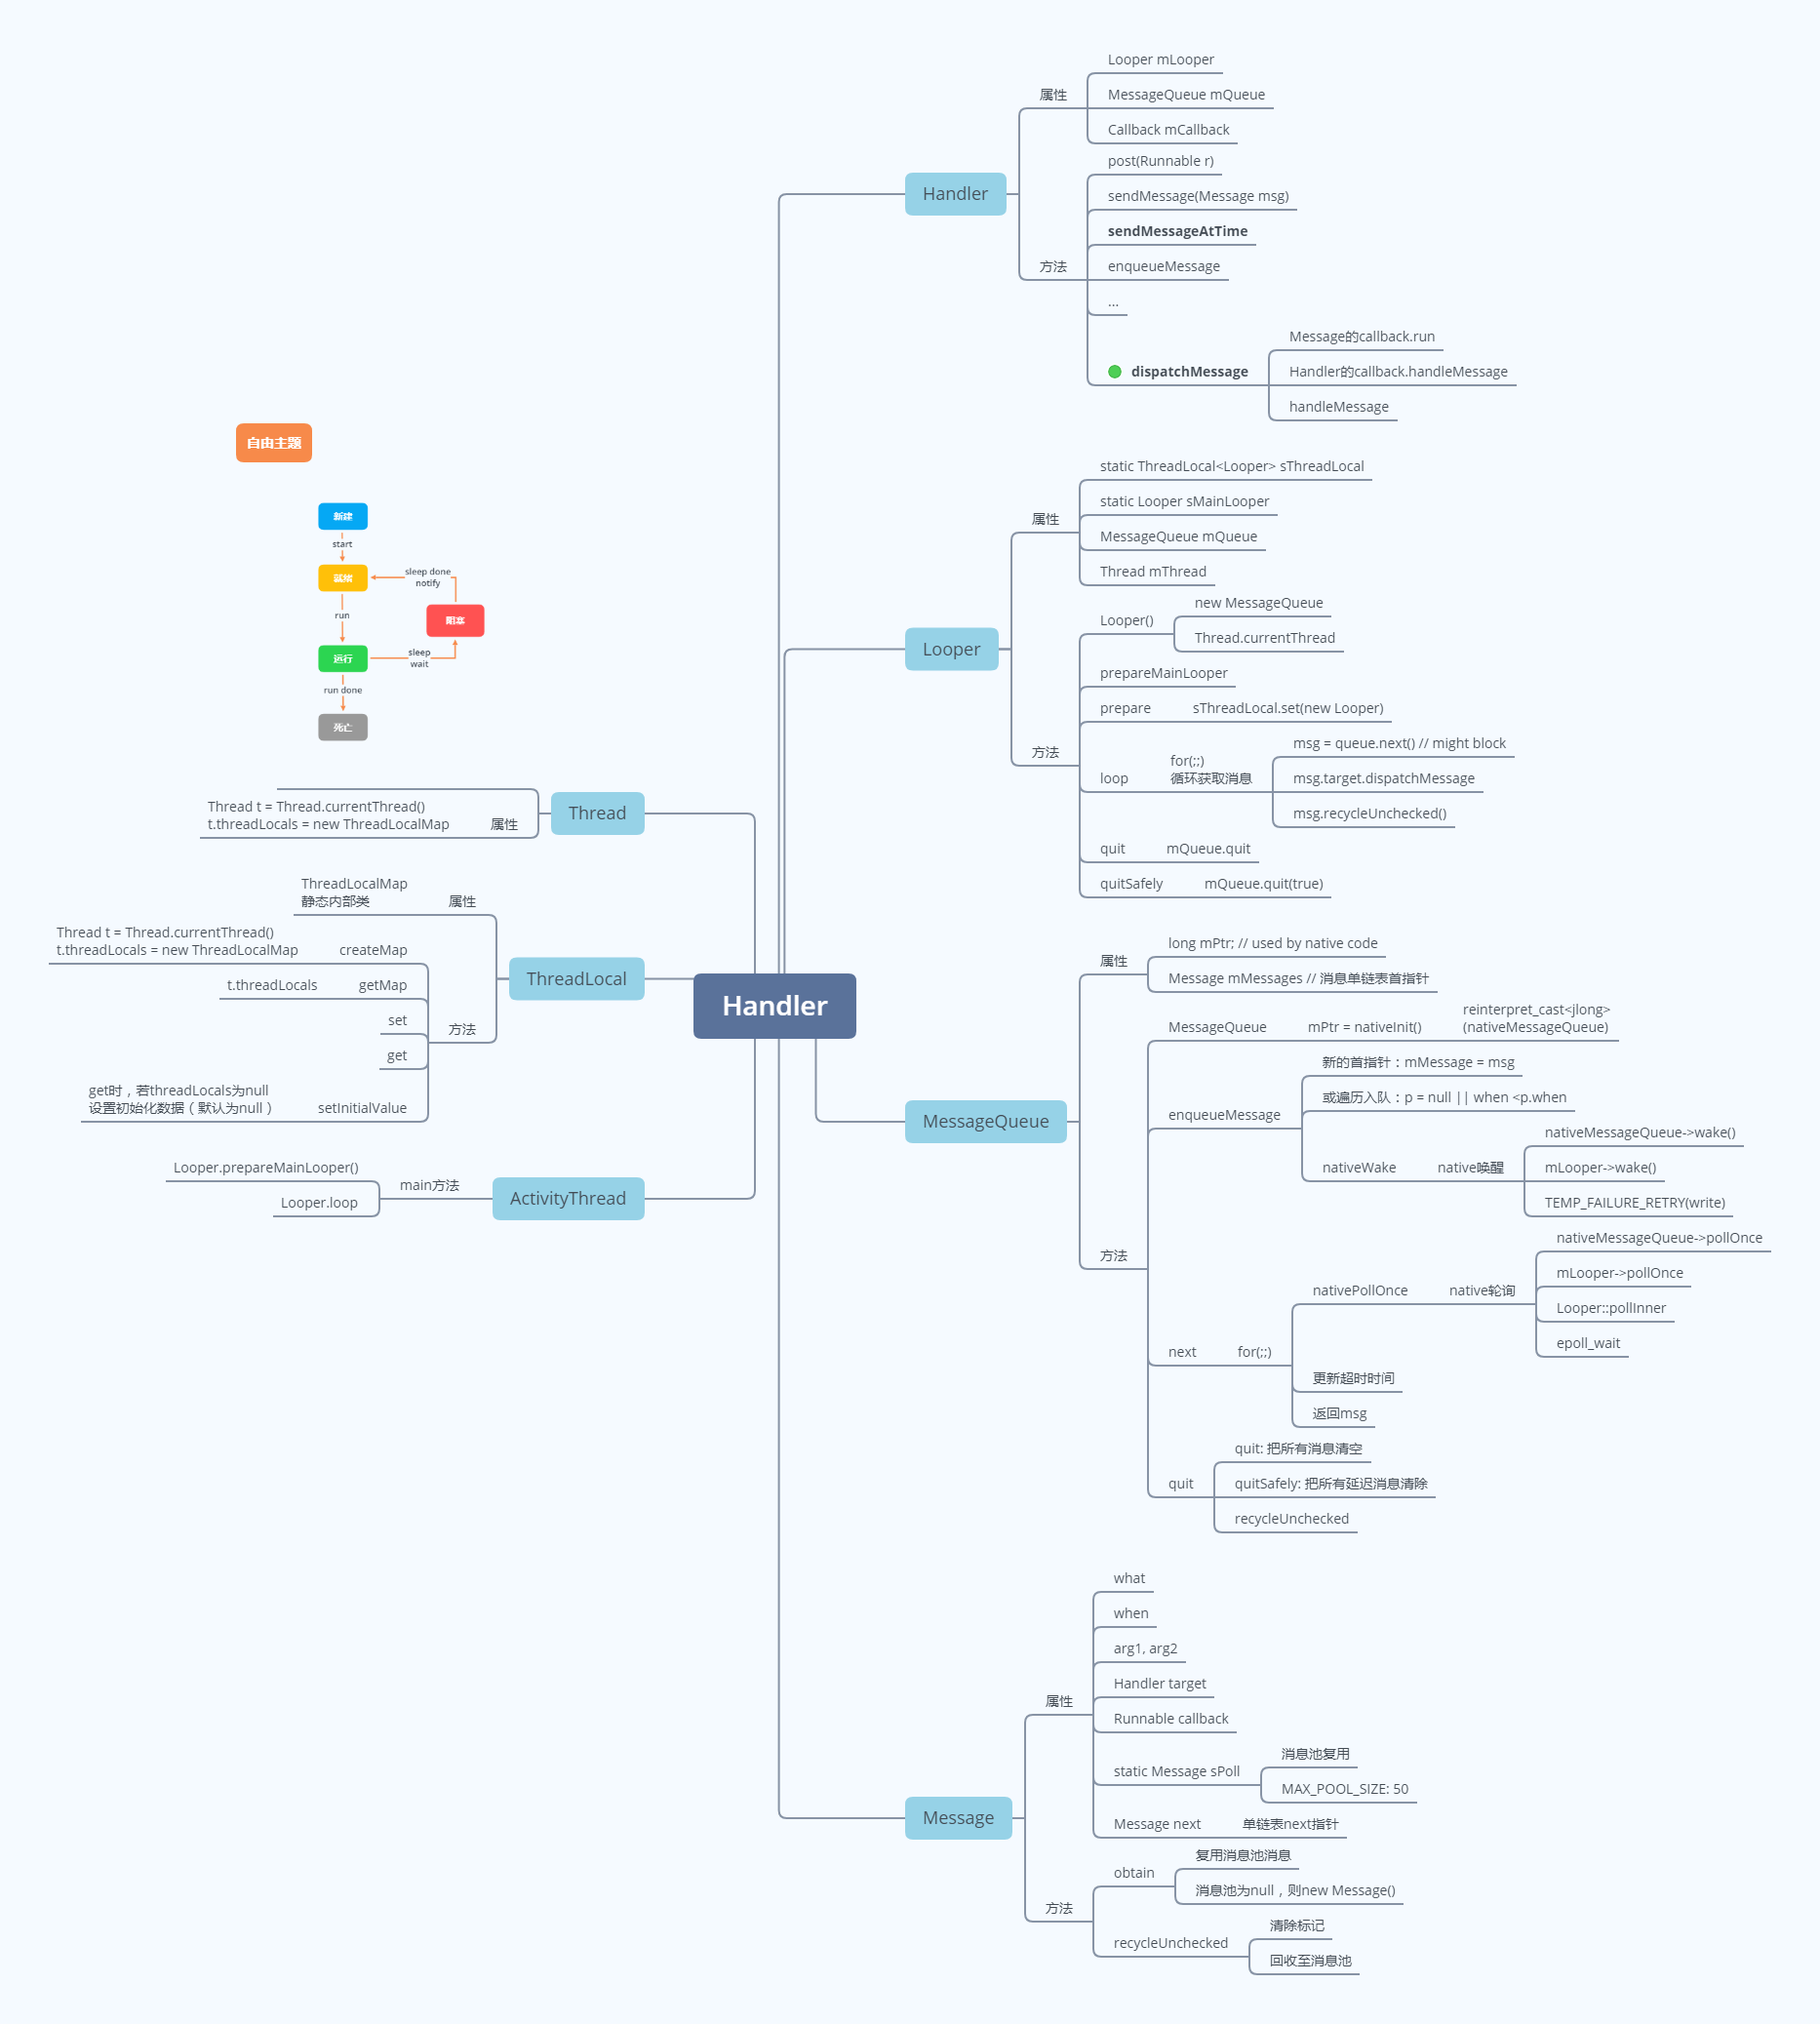 Handler
Handler
属性
Looper mLooper
MessageQueue mQueue
Callback mCallback
方法
post(Runnable r)
sendMessage(Message msg)
sendMessageAtTime
enqueueMessage
...
dispatchMessage
Message的callback.run
Handler的callback.handleMessage
handleMessage
Looper
属性
static ThreadLocal<Looper> sThreadLocal
static Looper sMainLooper
MessageQueue mQueue
Thread mThread
方法
Looper()
new MessageQueue
Thread.currentThread
prepareMainLooper
prepare
sThreadLocal.set(new Looper)
loop
for(;;)
循环获取消息
msg = queue.next() // might block
msg.target.dispatchMessage
msg.recycleUnchecked()
quit
mQueue.quit
quitSafely
mQueue.quit(true)
MessageQueue
属性
long mPtr; // used by native code
Message mMessages // 消息单链表首指针
方法
MessageQueue
mPtr = nativeInit()
reinterpret_cast<jlong>
(nativeMessageQueue)
enqueueMessage
新的首指针：mMessage = msg
或遍历入队：p = null || when <p.when
nativeWake
native唤醒
nativeMessageQueue->wake()
mLooper->wake()
TEMP_FAILURE_RETRY(write)
next
for(;;)
nativePollOnce
native轮询
nativeMessageQueue->pollOnce
mLooper->pollOnce
Looper::pollInner
epoll_wait
更新超时时间
返回msg
quit
quit: 把所有消息清空
quitSafely: 把所有延迟消息清除
recycleUnchecked
Message
属性
what
when
arg1, arg2
Handler target
Runnable callback
static Message sPoll
消息池复用
MAX_POOL_SIZE: 50
Message next
单链表next指针
方法
obtain
复用消息池消息
消息池为null，则new Message()
recycleUnchecked
清除标记
回收至消息池
自由主题
新建
start
就绪
sleep done
notify
run
阻塞
运行
sleep
wait
run done
死亡
Thread
属性
Thread t = Thread.currentThread()
t.threadLocals = new ThreadLocalMap
ThreadLocal
属性
ThreadLocalMap
静态内部类
方法
createMap
Thread t = Thread.currentThread()
t.threadLocals = new ThreadLocalMap
getMap
t.threadLocals
set
get
setInitialValue
get时，若threadLocals为null
设置初始化数据（默认为null）
ActivityThread
main方法
Looper.prepareMainLooper()
Looper.loop